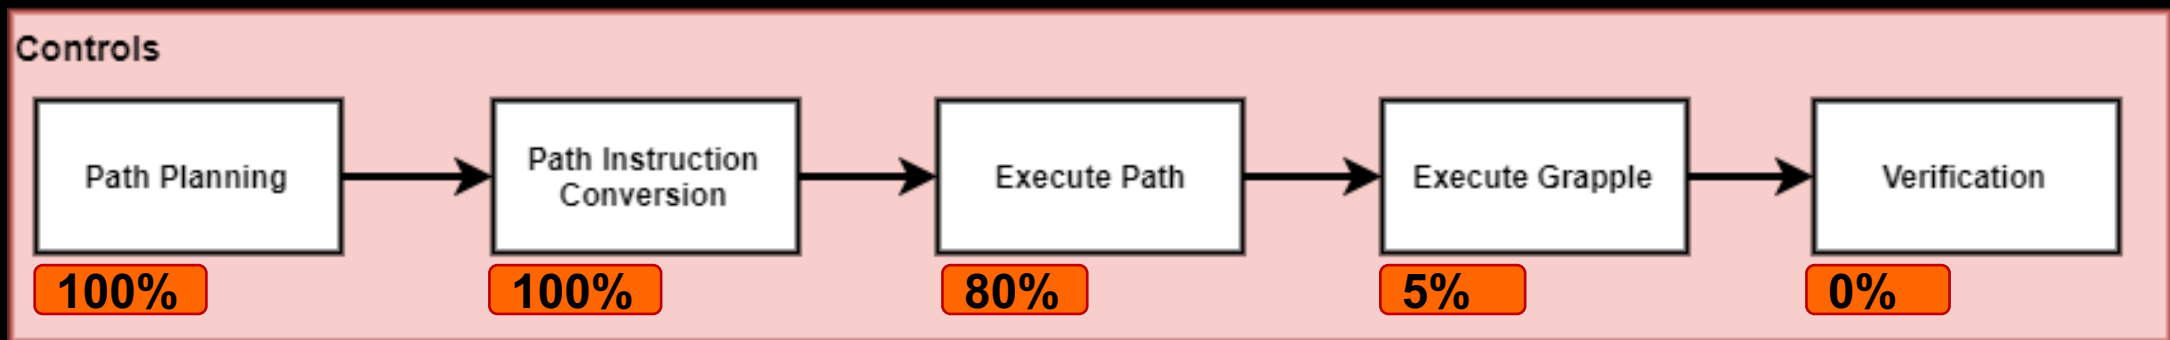 Controls
Path Planning
Path Instruction
Conversion
Execute Path
Execute Grapple
Verification
100%
100%
80%
5%
0%